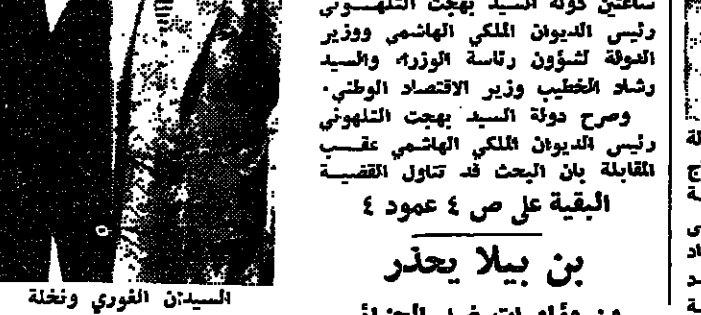 ساعتين دولة السيد بهجت التلهوني
رئيس الديوان الملكي الهاشمي ووزير
الدولة لشؤون رئاسة الوزراء والسيد
رشاد الخطيب وزير الاقتصاد الوطني.
وصرح دولة السيد بهجت التلهوني
رئيس الديوان الملكي الهاشمي عقب
المقابلة بان البحث قد تناول القضية
البقية على ص ٤ عمود ٤
بن بيلا يحذر
السيدان الغوري ونخلة